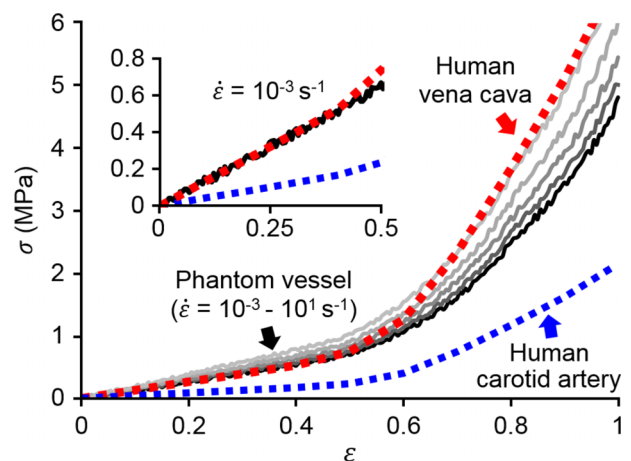 6
5
4
3
2
1
0
σ (MPa)
0.8
0.6
0.4
0.2
0
0
0.25
0.5
ε̇ = 10⁻³ s⁻¹
Human
vena cava
Phantom vessel
(ε̇ = 10⁻³ - 10¹ s⁻¹)
Human
carotid artery
0
0.2
0.4
0.6
0.8
1
ε